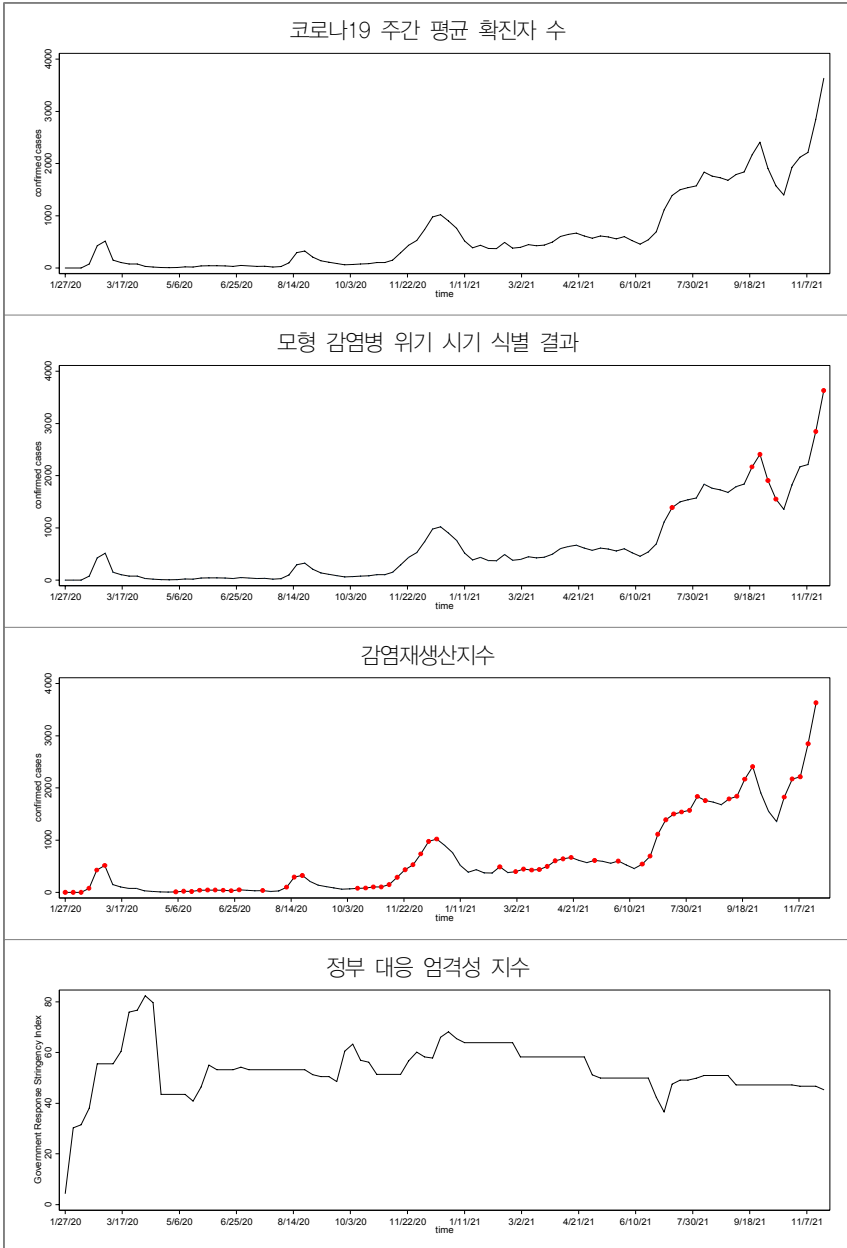 코로나19 주간 평균 확진자 수
4000
3000
2000
1000
0
confirmed cases
1/27/20 3/17/20 5/6/20 6/25/20 8/14/20 10/3/20 11/22/20 1/11/21 3/2/21 4/21/21 6/10/21 7/30/21 9/18/21 11/7/21
time
모형 감염병 위기 시기 식별 결과
4000
3000
2000
1000
0
confirmed cases
1/27/20 3/17/20 5/6/20 6/25/20 8/14/20 10/3/20 11/22/20 1/11/21 3/2/21 4/21/21 6/10/21 7/30/21 9/18/21 11/7/21
time
감염재생산지수
4000
3000
2000
1000
0
confirmed cases
1/27/20 3/17/20 5/6/20 6/25/20 8/14/20 10/3/20 11/22/20 1/11/21 3/2/21 4/21/21 6/10/21 7/30/21 9/18/21 11/7/21
time
정부 대응 엄격성 지수
80
60
40
20
0
Government Response Stringency Index
1/27/20 3/17/20 5/6/20 6/25/20 8/14/20 10/3/20 11/22/20 1/11/21 3/2/21 4/21/21 6/10/21 7/30/21 9/18/21 11/7/21
time